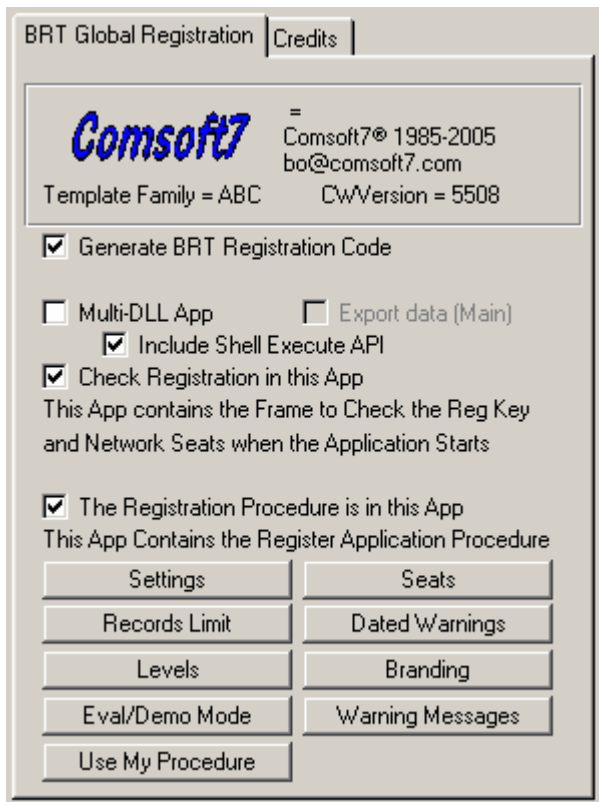 BRT Global Registration Credits
Comsoft7
=
Comsoft7® 1985-2005
bo@comsoft7.com
Template Family = ABC CWVersion = 5508
Generate BRT Registration Code
Multi-DLL App Export data (Main)
Include Shell Execute API
Check Registration in this App
This App contains the Frame to Check the Reg Key
and Network Seats when the Application Starts
The Registration Procedure is in this App
This App Contains the Register Application Procedure
Settings Seats
Records Limit Dated Warnings
Levels Branding
Eval/Demo Mode Warning Messages
Use My Procedure